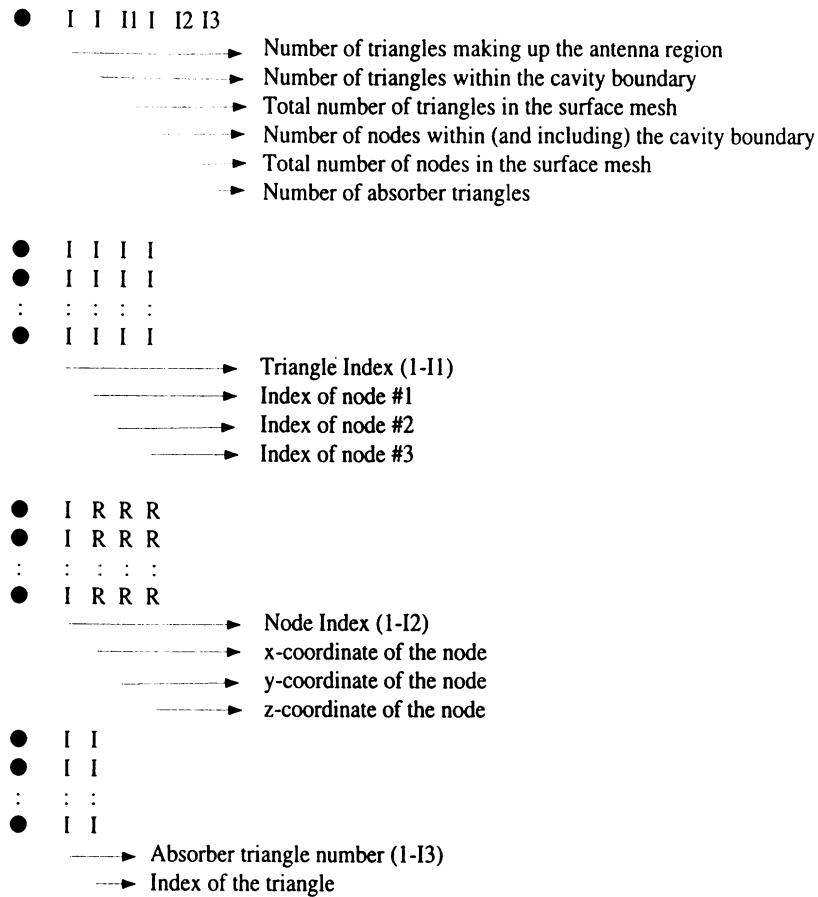 ● I I I1 I I2 I3
Number of triangles making up the antenna region
Number of triangles within the cavity boundary
Total number of triangles in the surface mesh
Number of nodes within (and including) the cavity boundary
Total number of nodes in the surface mesh
Number of absorber triangles
● I I I I
● I I I I
: : : : :
● I I I I
Triangle Index (1-I1)
Index of node #1
Index of node #2
Index of node #3
● I R R R
● I R R R
: : : : :
● I R R R
Node Index (1-I2)
x-coordinate of the node
y-coordinate of the node
z-coordinate of the node
● I I
● I I
: : :
● I I
Absorber triangle number (1-I3)
Index of the triangle